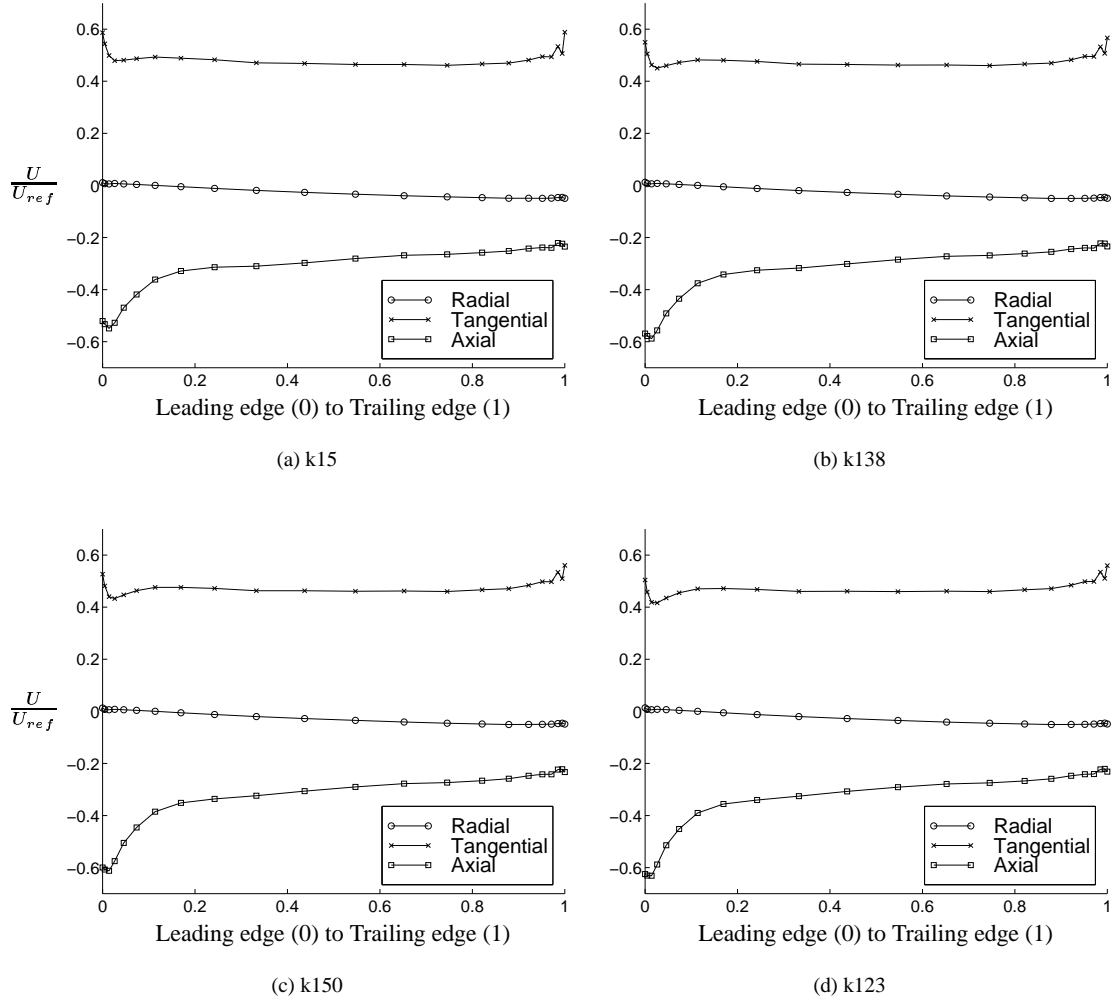 0.6
0.4
0.2
0
−0.2
−0.4
−0.6
U
U_ref
0 0.2 0.4 0.6 0.8 1
Radial
Tangential
Axial
Leading edge (0) to Trailing edge (1)
(a) k15
0.6
0.4
0.2
0
−0.2
−0.4
−0.6
0 0.2 0.4 0.6 0.8 1
Radial
Tangential
Axial
Leading edge (0) to Trailing edge (1)
(b) k138
0.6
0.4
0.2
0
−0.2
−0.4
−0.6
U
U_ref
0 0.2 0.4 0.6 0.8 1
Radial
Tangential
Axial
Leading edge (0) to Trailing edge (1)
(c) k150
0.6
0.4
0.2
0
−0.2
−0.4
−0.6
0 0.2 0.4 0.6 0.8 1
Radial
Tangential
Axial
Leading edge (0) to Trailing edge (1)
(d) k123